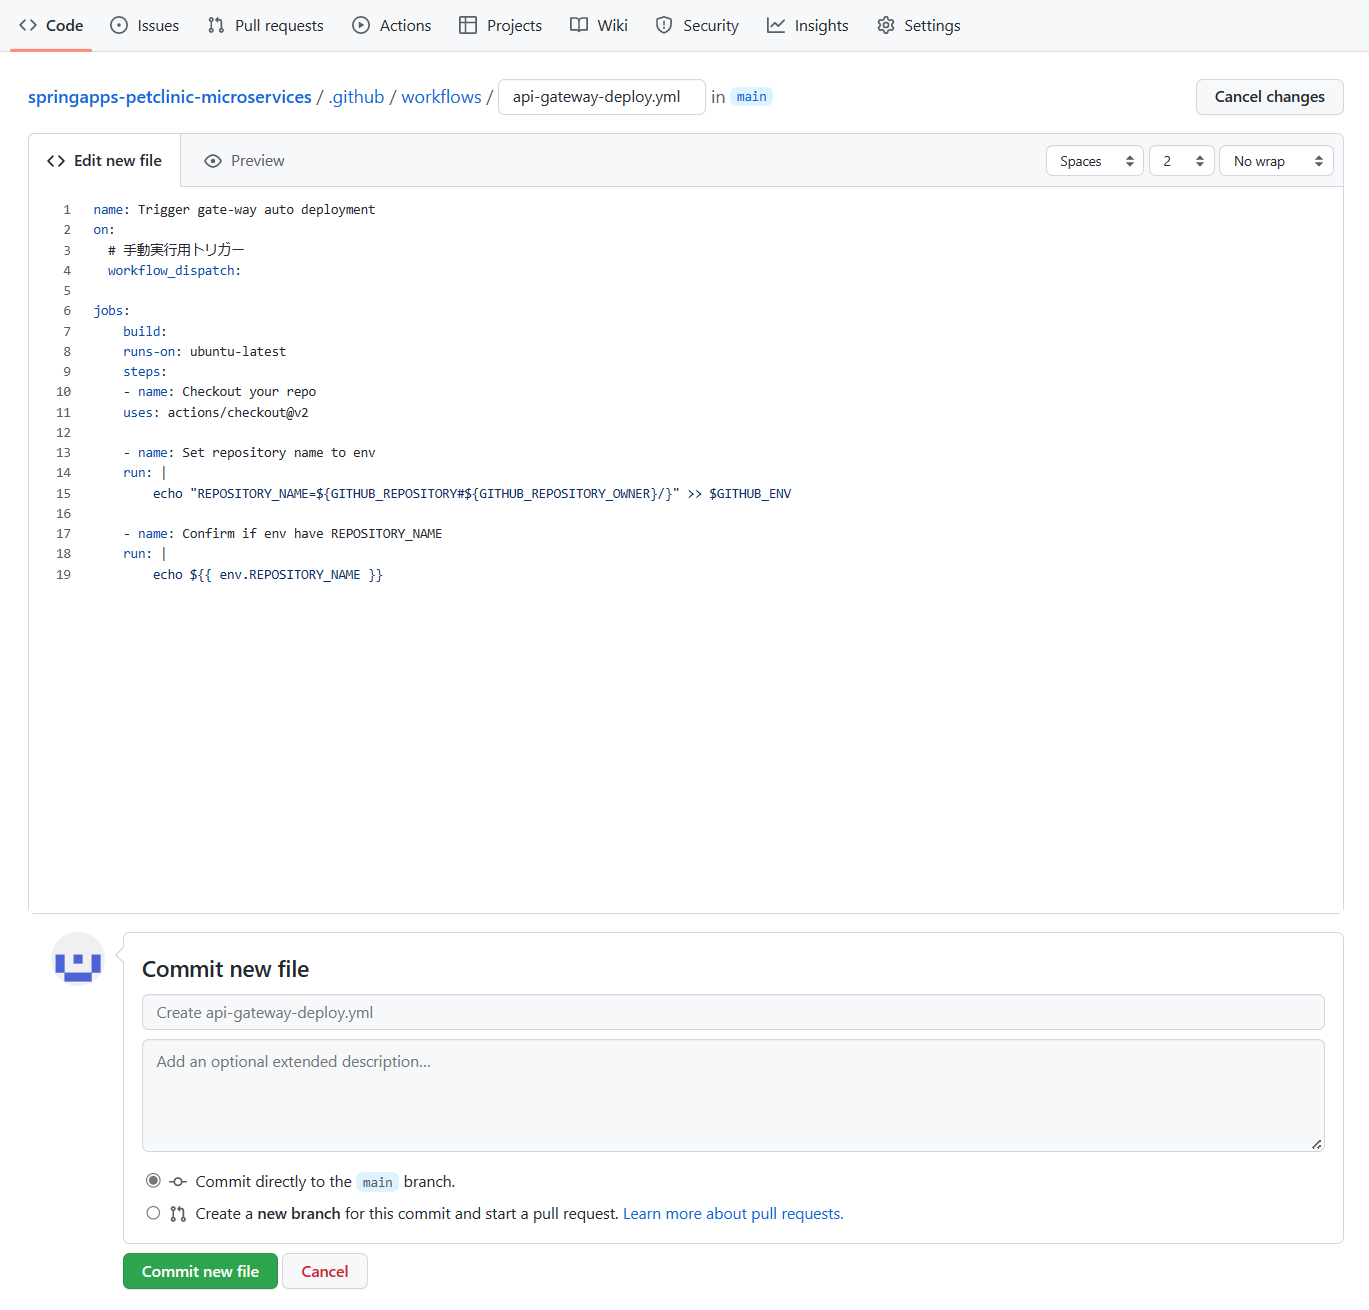 Code Issues Pull requests Actions Projects Wiki Security Insights Settings
springapps-petclinic-microservices / .github / workflows / api-gateway-deploy.yml in main Cancel changes
Edit new file Preview Spaces 2 No wrap
1 name: Trigger gate-way auto deployment
2 on:
3 # 手動実行用トリガー
4 workflow_dispatch:
5
6 jobs:
7 build:
8 runs-on: ubuntu-latest
9 steps:
10 - name: Checkout your repo
11 uses: actions/checkout@v2
12
13 - name: Set repository name to env
14 run: |
15 echo "REPOSITORY_NAME=${GITHUB_REPOSITORY#${GITHUB_REPOSITORY_OWNER}/}" >> $GITHUB_ENV
16
17 - name: Confirm if env have REPOSITORY_NAME
18 run: |
19 echo ${{ env.REPOSITORY_NAME }}
Commit new file
Create api-gateway-deploy.yml
Add an optional extended description...
Commit directly to the main branch.
Create a new branch for this commit and start a pull request. Learn more about pull requests.
Commit new file Cancel